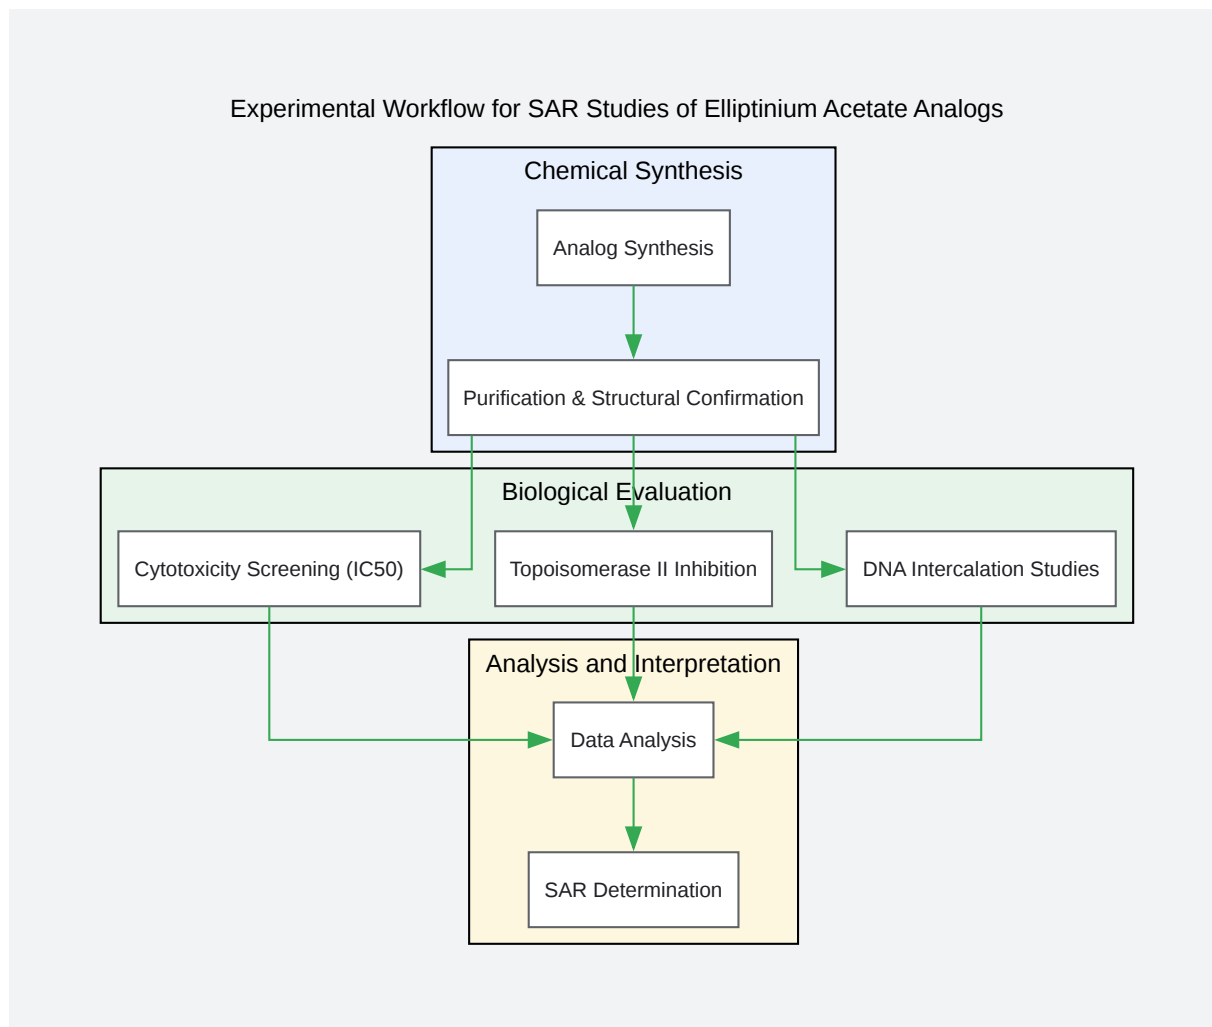 Experimental Workflow for SAR Studies of Elliptinium Acetate Analogs
Chemical Synthesis
Analog Synthesis
Purification & Structural Confirmation
Biological Evaluation
Cytotoxicity Screening (IC50)
Topoisomerase II Inhibition
DNA Intercalation Studies
Analysis and Interpretation
Data Analysis
SAR Determination